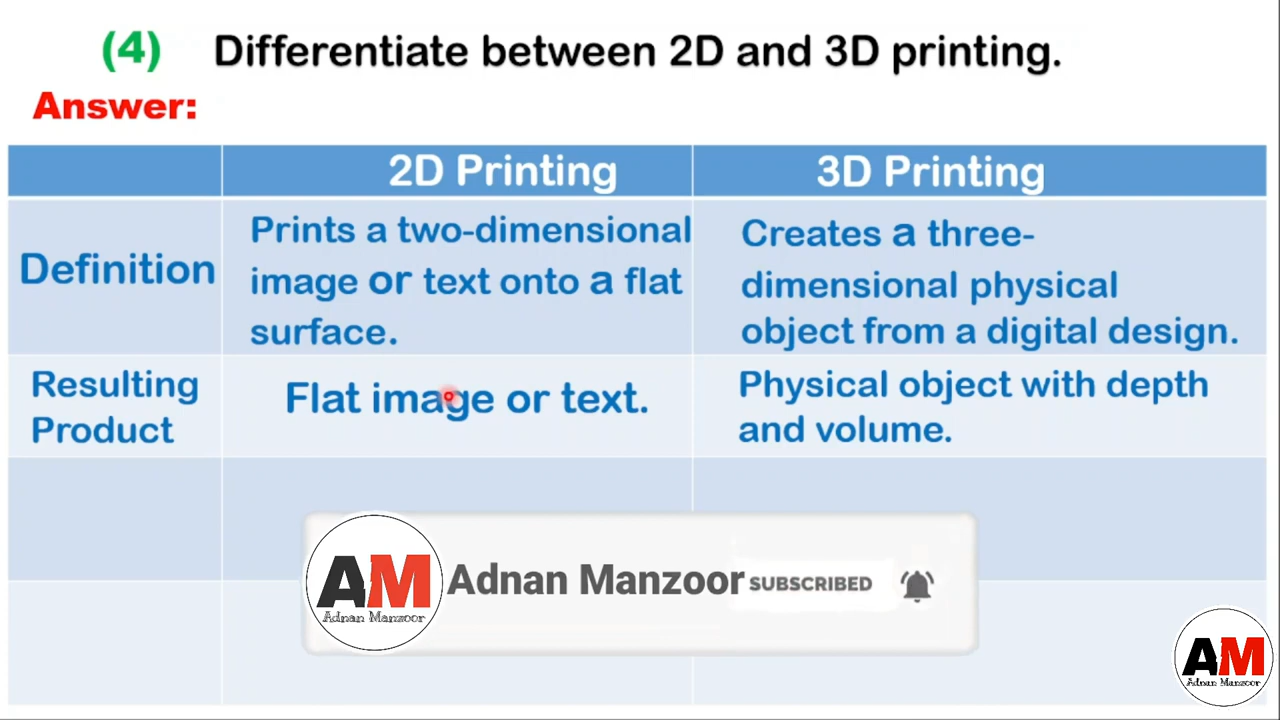 (4) Differentiate between 2D and 3D printing.
Answer:
2D Printing 3D Printing
Definition
Prints a two-dimensional
image or text onto a flat
surface.
Creates a three-
dimensional physical
object from a digital design.
Resulting
Product
Flat image or text.
Physical object with depth
and volume.
AM
Adnan Manzoor
Adnan Manzoor SUBSCRIBED
AM
Adnan Manzoor